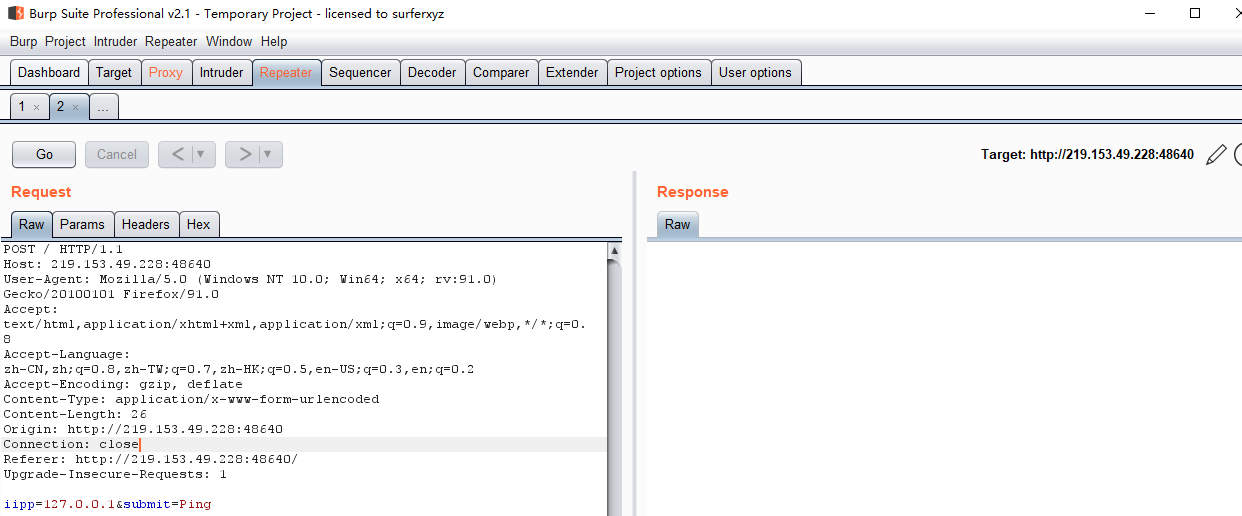 Burp Suite Professional v2.1 - Temporary Project - licensed to surferxyz
Burp Project Intruder Repeater Window Help
Dashboard Target Proxy Intruder Repeater Sequencer Decoder Comparer Extender Project options User options
1 × 2 × ...
Go Cancel < > Target: http://219.153.49.228:48640
Request Response
Raw Params Headers Hex Raw
POST / HTTP/1.1
Host: 219.153.49.228:48640
User-Agent: Mozilla/5.0 (Windows NT 10.0; Win64; x64; rv:91.0)
Gecko/20100101 Firefox/91.0
Accept:
text/html,application/xhtml+xml,application/xml;q=0.9,image/webp,*/*;q=0.
8
Accept-Language:
zh-CN,zh;q=0.8,zh-TW;q=0.7,zh-HK;q=0.5,en-US;q=0.3,en;q=0.2
Accept-Encoding: gzip, deflate
Content-Type: application/x-www-form-urlencoded
Content-Length: 26
Origin: http://219.153.49.228:48640
Connection: close
Referer: http://219.153.49.228:48640/
Upgrade-Insecure-Requests: 1
iipp=127.0.0.1&submit=Ping